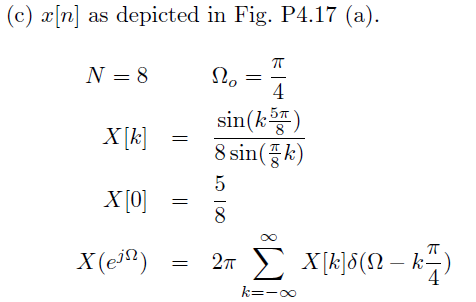 (c) x[n] as depicted in Fig. P4.17 (a).
N = 8 Ω_o = π/4
X[k] = sin(k 5π/8) / (8 sin(π/8 k))
X[0] = 5/8
X(e^{jΩ}) = 2π ∑_{k=-∞}^{∞} X[k]δ(Ω − k π/4)